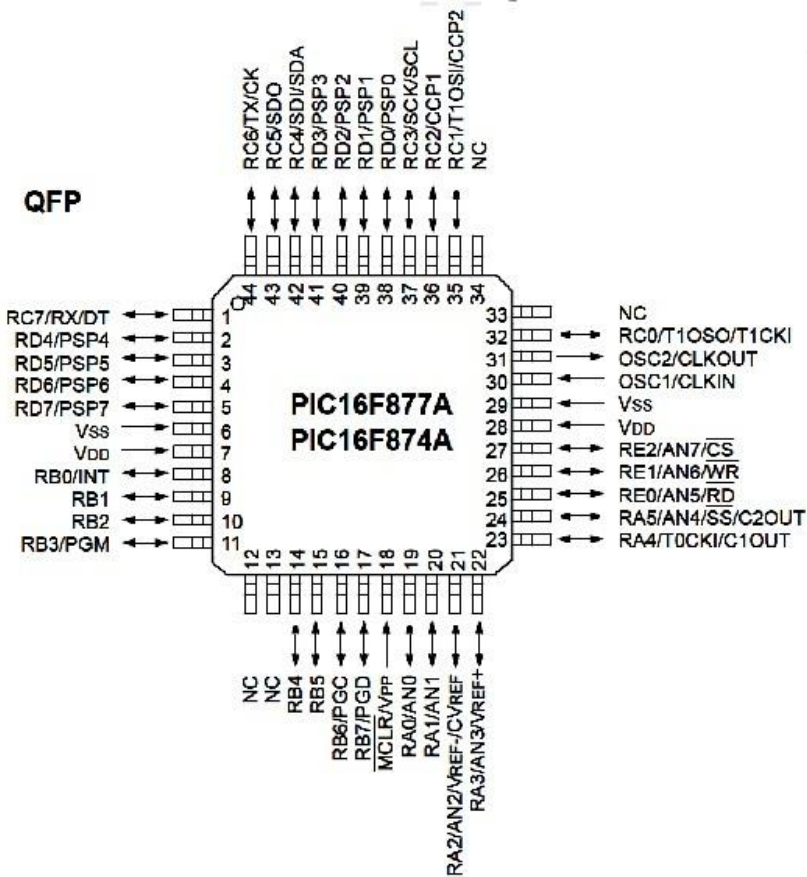 RC6/TX/CK
RC5/SDO
RC4/SDI/SDA
RD3/PSP3
RD2/PSP2
RD1/PSP1
RD0/PSP0
RC3/SCK/SCL
RC2/CCP1
RC1/T1OSI/CCP2
NC
QFP
44
43
42
41
40
39
38
37
36
35
34
RC7/RX/DT
RD4/PSP4
RD5/PSP5
RD6/PSP6
RD7/PSP7
VSS
VDD
RB0/INT
RB1
RB2
RB3/PGM
1
2
3
4
5
6
7
8
9
10
11
PIC16F877A
PIC16F874A
33
32
31
30
29
28
27
26
25
24
23
NC
RC0/T1OSO/T1CKI
OSC2/CLKOUT
OSC1/CLKIN
VSS
VDD
RE2/AN7/CS
RE1/AN6/WR
RE0/AN5/RD
RA5/AN4/SS/C2OUT
RA4/T0CKI/C1OUT
12
13
14
15
16
17
18
19
20
21
22
NC
NC
RB4
RB5
RB6/PGC
RB7/PGD
MCLR/VPP
RA0/AN0
RA1/AN1
RA2/AN2/VREF-/CVREF
RA3/AN3/VREF+